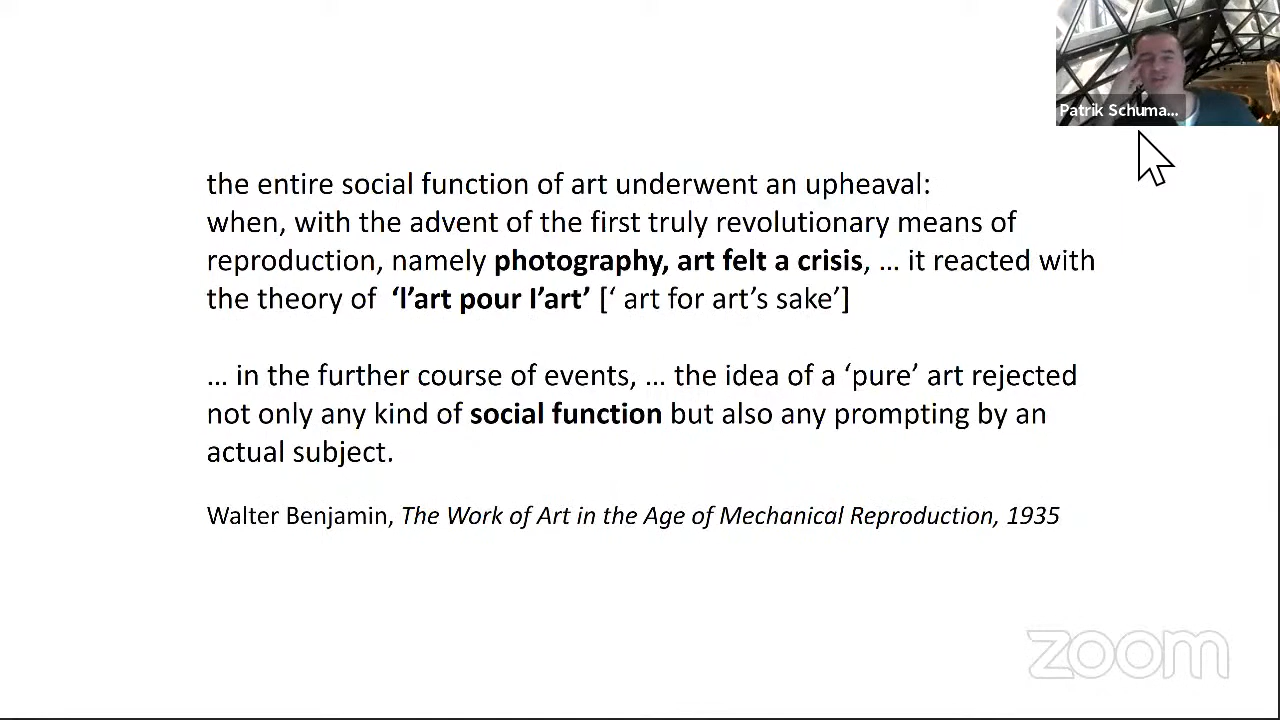 Patrik Schuma...
the entire social function of art underwent an upheaval:
when, with the advent of the first truly revolutionary means of
reproduction, namely photography, art felt a crisis, … it reacted with
the theory of ‘l’art pour l’art’ [‘ art for art’s sake’]
… in the further course of events, … the idea of a ‘pure’ art rejected
not only any kind of social function but also any prompting by an
actual subject.
Walter Benjamin, The Work of Art in the Age of Mechanical Reproduction, 1935
zoom